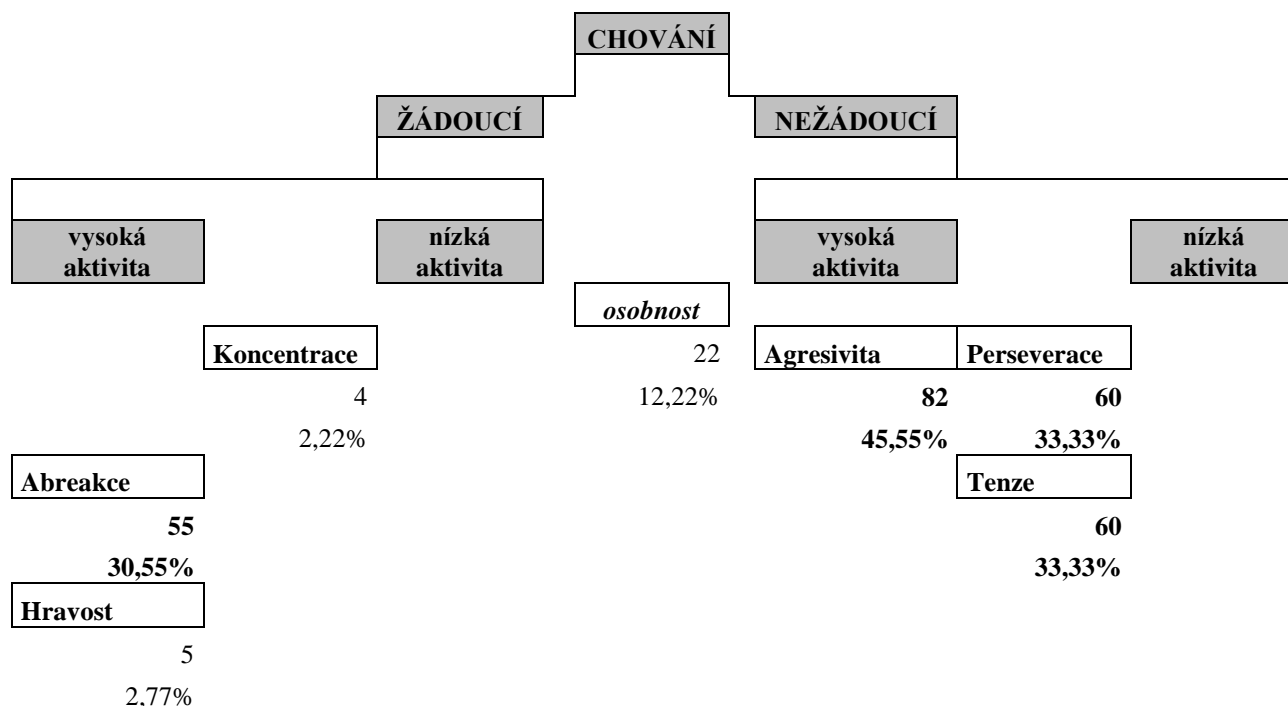 CHOVÁNÍ
ŽÁDOUCÍ NEŽÁDOUCÍ
vysoká nízká vysoká nízká
aktivita aktivita aktivita aktivita
osobnost
Koncentrace 22 Agresivita Perseverace
4 12,22% 82 60
2,22% 45,55% 33,33%
Abreakce Tenze
55 60
30,55% 33,33%
Hravost
5
2,77%